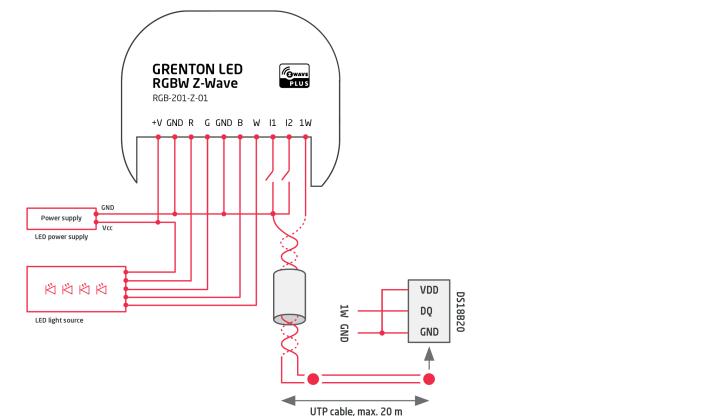 GRENTON LED
RGBW Z-Wave
RGB-201-Z-01
Z WAVE
PLUS
+V GND R G GND B W I1 I2 1W
GND
Power supply
Vcc
LED power supply
LED light source
1W
GND
VDD
DQ
GND
DS18B20
UTP cable, max. 20 m